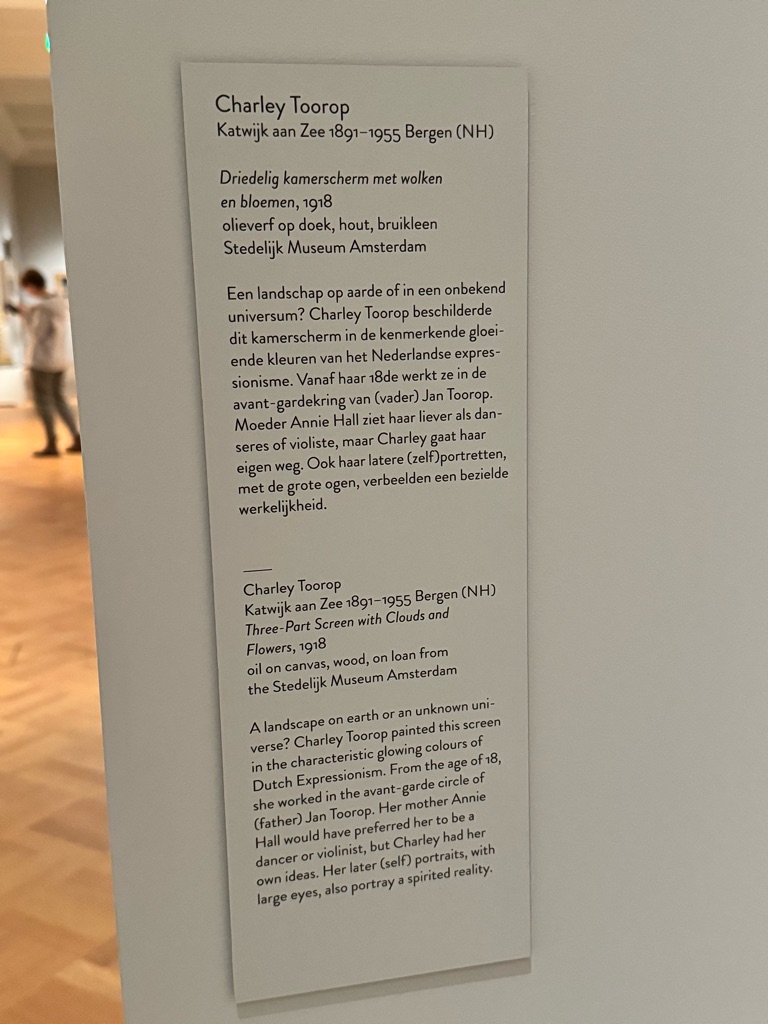 Charley Toorop
Katwijk aan Zee 1891–1955 Bergen (NH)
Driedelig kamerscherm met wolken
en bloemen, 1918
olieverf op doek, hout, bruikleen
Stedelijk Museum Amsterdam
Een landschap op aarde of in een onbekend
universum? Charley Toorop beschilderde
dit kamerscherm in de kenmerkende gloei-
ende kleuren van het Nederlandse expres-
sionisme. Vanaf haar 18de werkt ze in de
avant-gardekring van (vader) Jan Toorop.
Moeder Annie Hall ziet haar liever als dan-
seres of violiste, maar Charley gaat haar
eigen weg. Ook haar latere (zelf)portretten,
met de grote ogen, verbeelden een bezielde
werkelijkheid.
Charley Toorop
Katwijk aan Zee 1891–1955 Bergen (NH)
Three-Part Screen with Clouds and
Flowers, 1918
oil on canvas, wood, on loan from
the Stedelijk Museum Amsterdam
A landscape on earth or an unknown uni-
verse? Charley Toorop painted this screen
in the characteristic glowing colours of
Dutch Expressionism. From the age of 18,
she worked in the avant-garde circle of
(father) Jan Toorop. Her mother Annie
Hall would have preferred her to be a
dancer or violinist, but Charley had her
own ideas. Her later (self) portraits, with
large eyes, also portray a spirited reality.